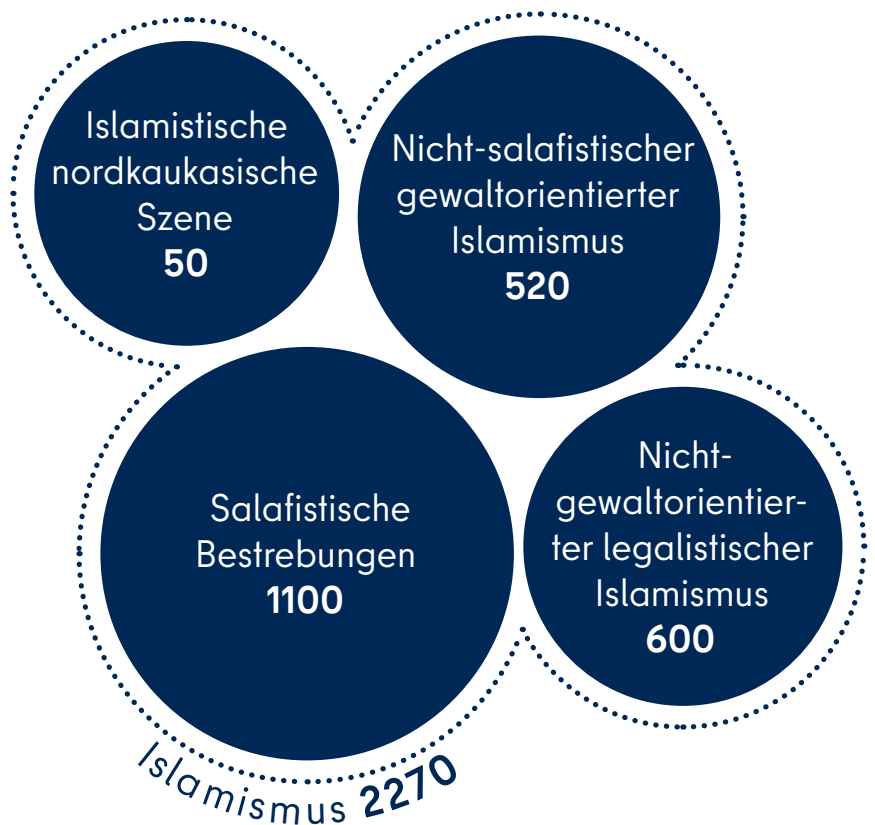 Islamistische
nordkaukasische
Szene
50
Nicht-salafistischer
gewaltorientierter
Islamismus
520
Salafistische
Bestrebungen
1100
Nicht-
gewaltorientier-
ter legalistischer
Islamismus
600
Islamismus 2270